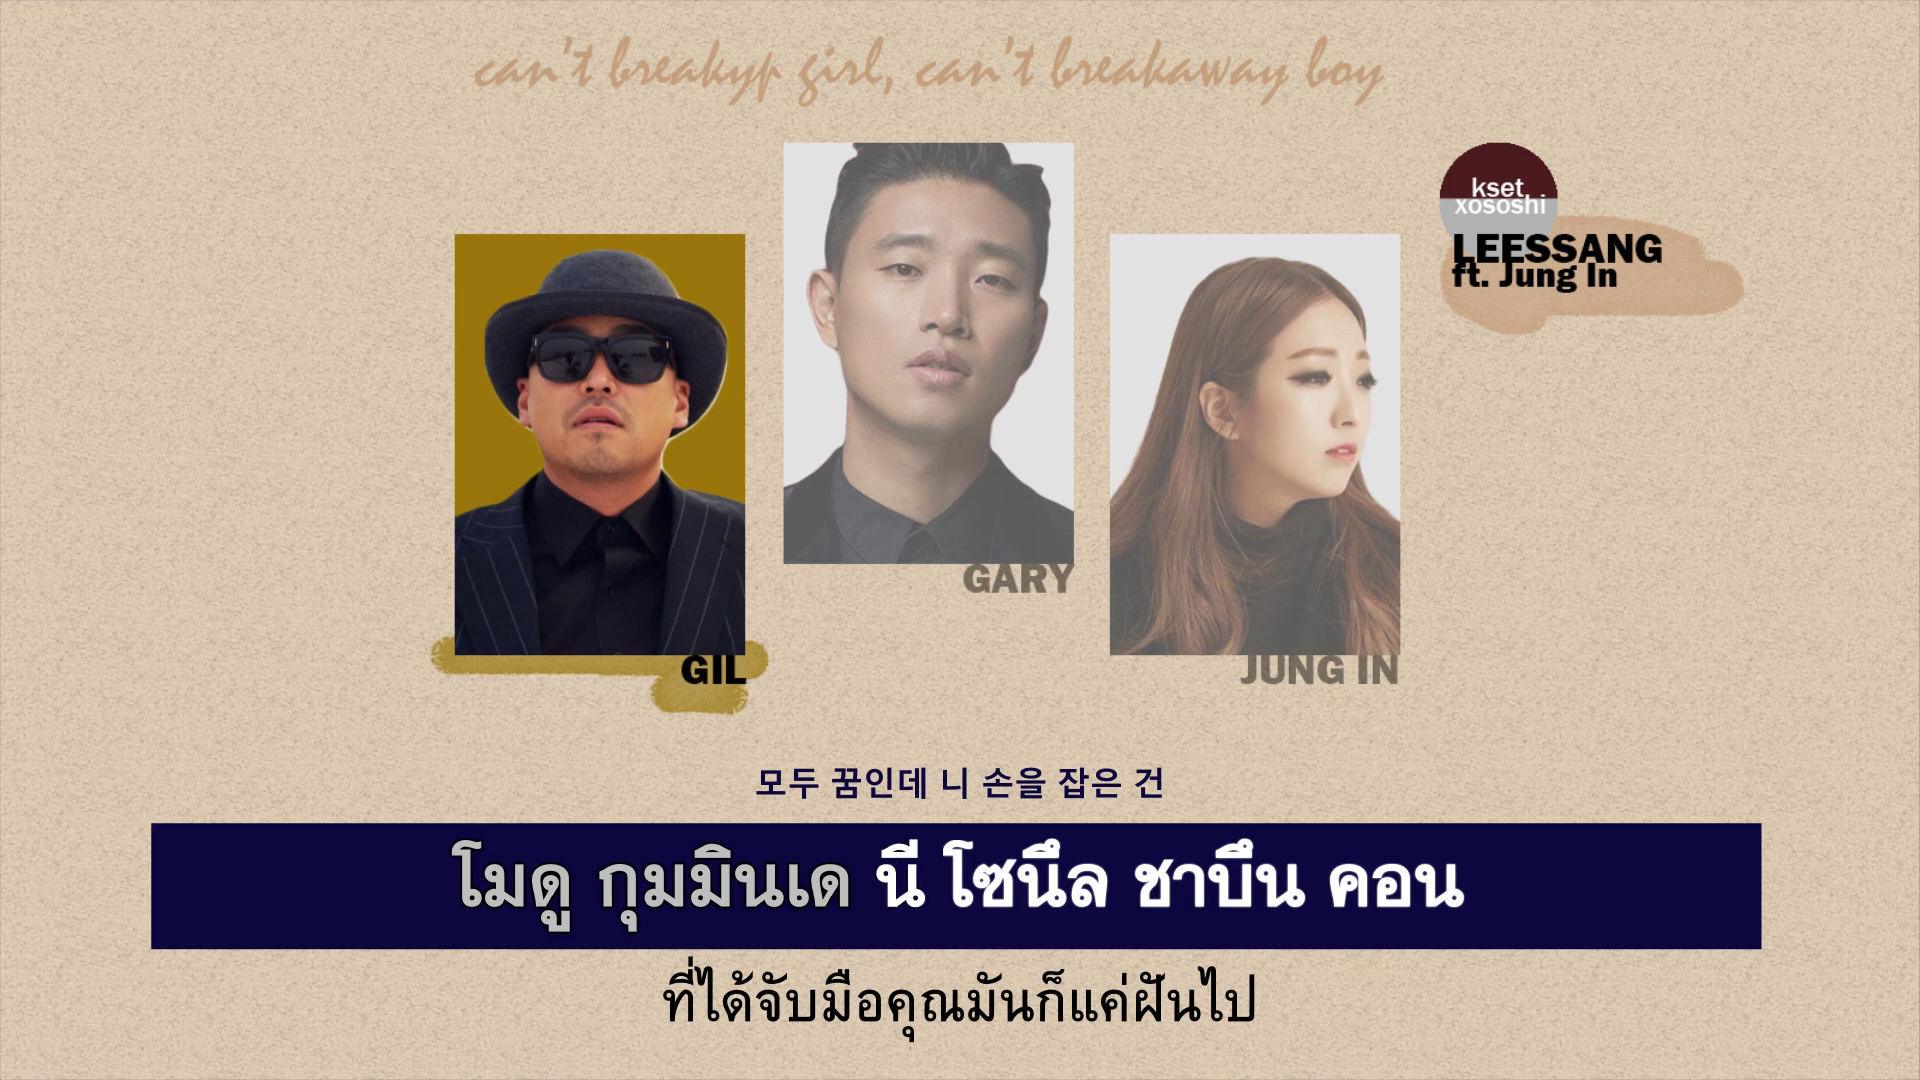 can't breakyp girl, can't breakaway boy
kset
xososhi
LEESSANG
ft. Jung In
GARY
GIL
JUNG IN
모두 꿈인데 니 손을 잡은 건
โมดู กุมมินเด นี โซนึล ชาบึน คอน
ที่ได้จับมือคุณมันก็แค่ฝันไป